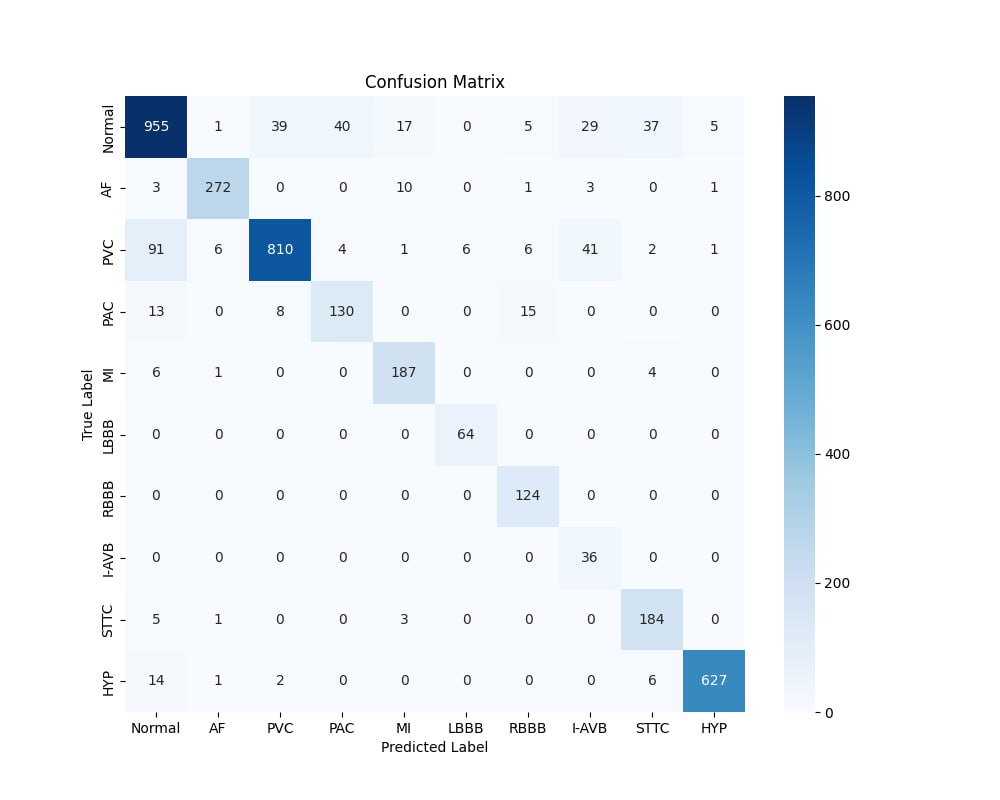 Confusion Matrix
Normal 955 1 39 40 17 0 5 29 37 5
AF 3 272 0 0 10 0 1 3 0 1
PVC 91 6 810 4 1 6 6 41 2 1
PAC 13 0 8 130 0 0 15 0 0 0
MI 6 1 0 0 187 0 0 0 4 0
LBBB 0 0 0 0 0 64 0 0 0 0
RBBB 0 0 0 0 0 0 124 0 0 0
I-AVB 0 0 0 0 0 0 0 36 0 0
STTC 5 1 0 0 3 0 0 0 184 0
HYP 14 1 2 0 0 0 0 0 6 627
Normal AF PVC PAC MI LBBB RBBB I-AVB STTC HYP
Predicted Label
True Label
800
600
400
200
0